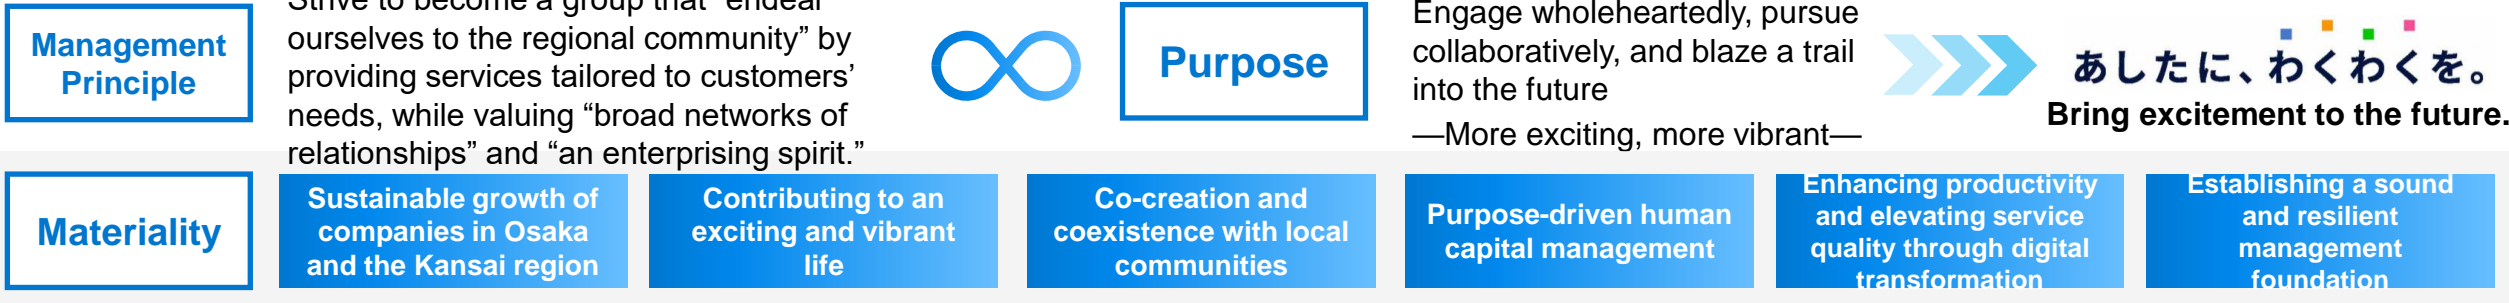 Management
Principle
Strive to become a group that “endear
ourselves to the regional community” by
providing services tailored to customers’
needs, while valuing “broad networks of
relationships” and “an enterprising spirit.”
Purpose
Engage wholeheartedly, pursue
collaboratively, and blaze a trail
into the future
—More exciting, more vibrant—
あしたに、わくわくを。
Bring excitement to the future.
Materiality
Sustainable growth of
companies in Osaka
and the Kansai region
Contributing to an
exciting and vibrant
life
Co-creation and
coexistence with local
communities
Purpose-driven human
capital management
Enhancing productivity
and elevating service
quality through digital
transformation
Establishing a sound
and resilient
management
foundation